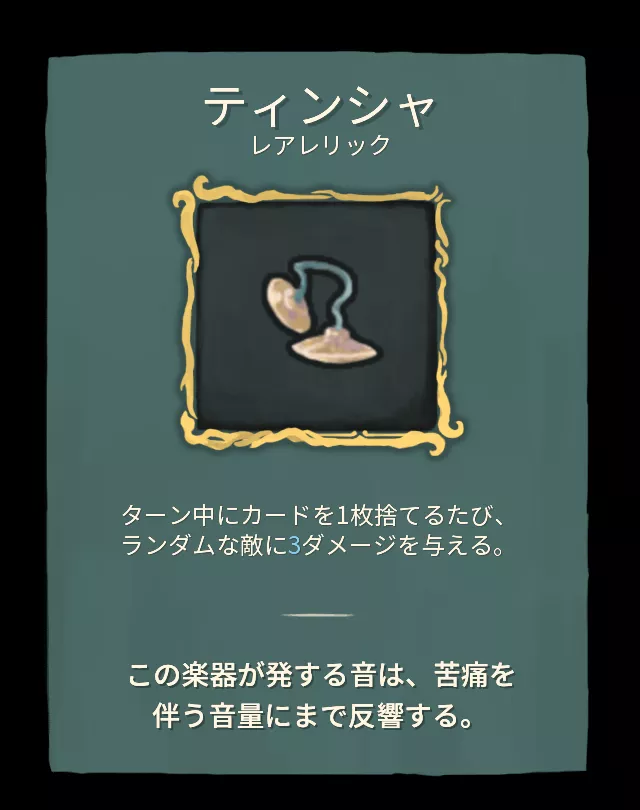 ティンシャ
レアレリック
ターン中にカードを1枚捨てるたび、
ランダムな敵に3ダメージを与える。
この楽器が発する音は、苦痛を
伴う音量にまで反響する。